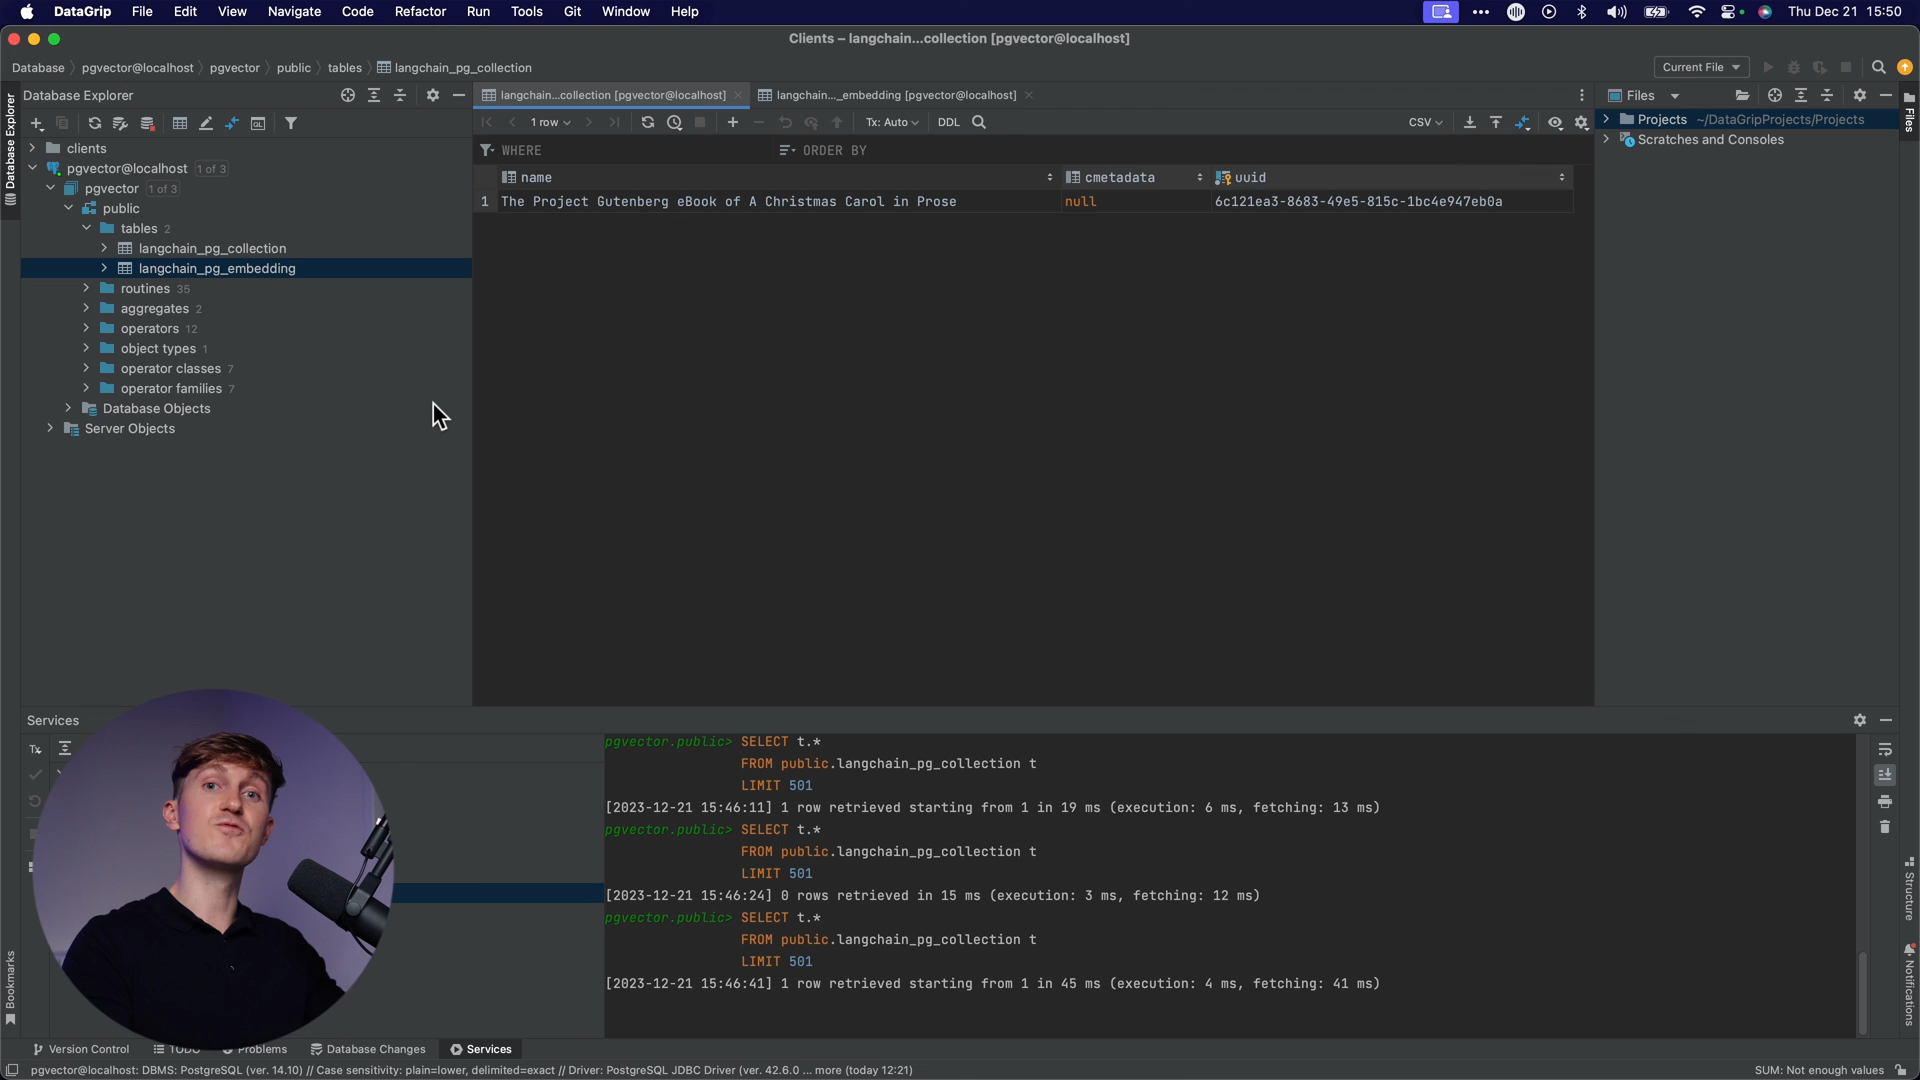 DataGrip File Edit View Navigate Code Refactor Run Tools Git Window Help Thu Dec 21 15:50
Clients – langchain...collection [pgvector@localhost]
Database pgvector@localhost pgvector public tables langchain_pg_collection Current File
Database Explorer
langchain...collection [pgvector@localhost] langchain..._embedding [pgvector@localhost]
Files
1 row Tx: Auto DDL CSV
Projects ~/DataGripProjects/Projects
Scratches and Consoles
WHERE ORDER BY
name cmetadata uuid
1 The Project Gutenberg eBook of A Christmas Carol in Prose null 6c121ea3-8683-49e5-815c-1bc4e947eb0a
clients
pgvector@localhost 1 of 3
pgvector 1 of 3
public
tables 2
langchain_pg_collection
langchain_pg_embedding
routines 35
aggregates 2
operators 12
object types 1
operator classes 7
operator families 7
Database Objects
Server Objects
Database Explorer
Files
Services
Tx
pgvector.public> SELECT t.*
FROM public.langchain_pg_collection t
LIMIT 501
[2023-12-21 15:46:11] 1 row retrieved starting from 1 in 19 ms (execution: 6 ms, fetching: 13 ms)
pgvector.public> SELECT t.*
FROM public.langchain_pg_collection t
LIMIT 501
[2023-12-21 15:46:24] 0 rows retrieved in 15 ms (execution: 3 ms, fetching: 12 ms)
pgvector.public> SELECT t.*
FROM public.langchain_pg_collection t
LIMIT 501
[2023-12-21 15:46:41] 1 row retrieved starting from 1 in 45 ms (execution: 4 ms, fetching: 41 ms)
Bookmarks
Structure
Notifications
Version Control TODO Problems Database Changes Services
pgvector@localhost: DBMS: PostgreSQL (ver. 14.10) // Case sensitivity: plain=lower, delimited=exact // Driver: PostgreSQL JDBC Driver (ver. 42.6.0 ... more (today 12:21) SUM: Not enough values